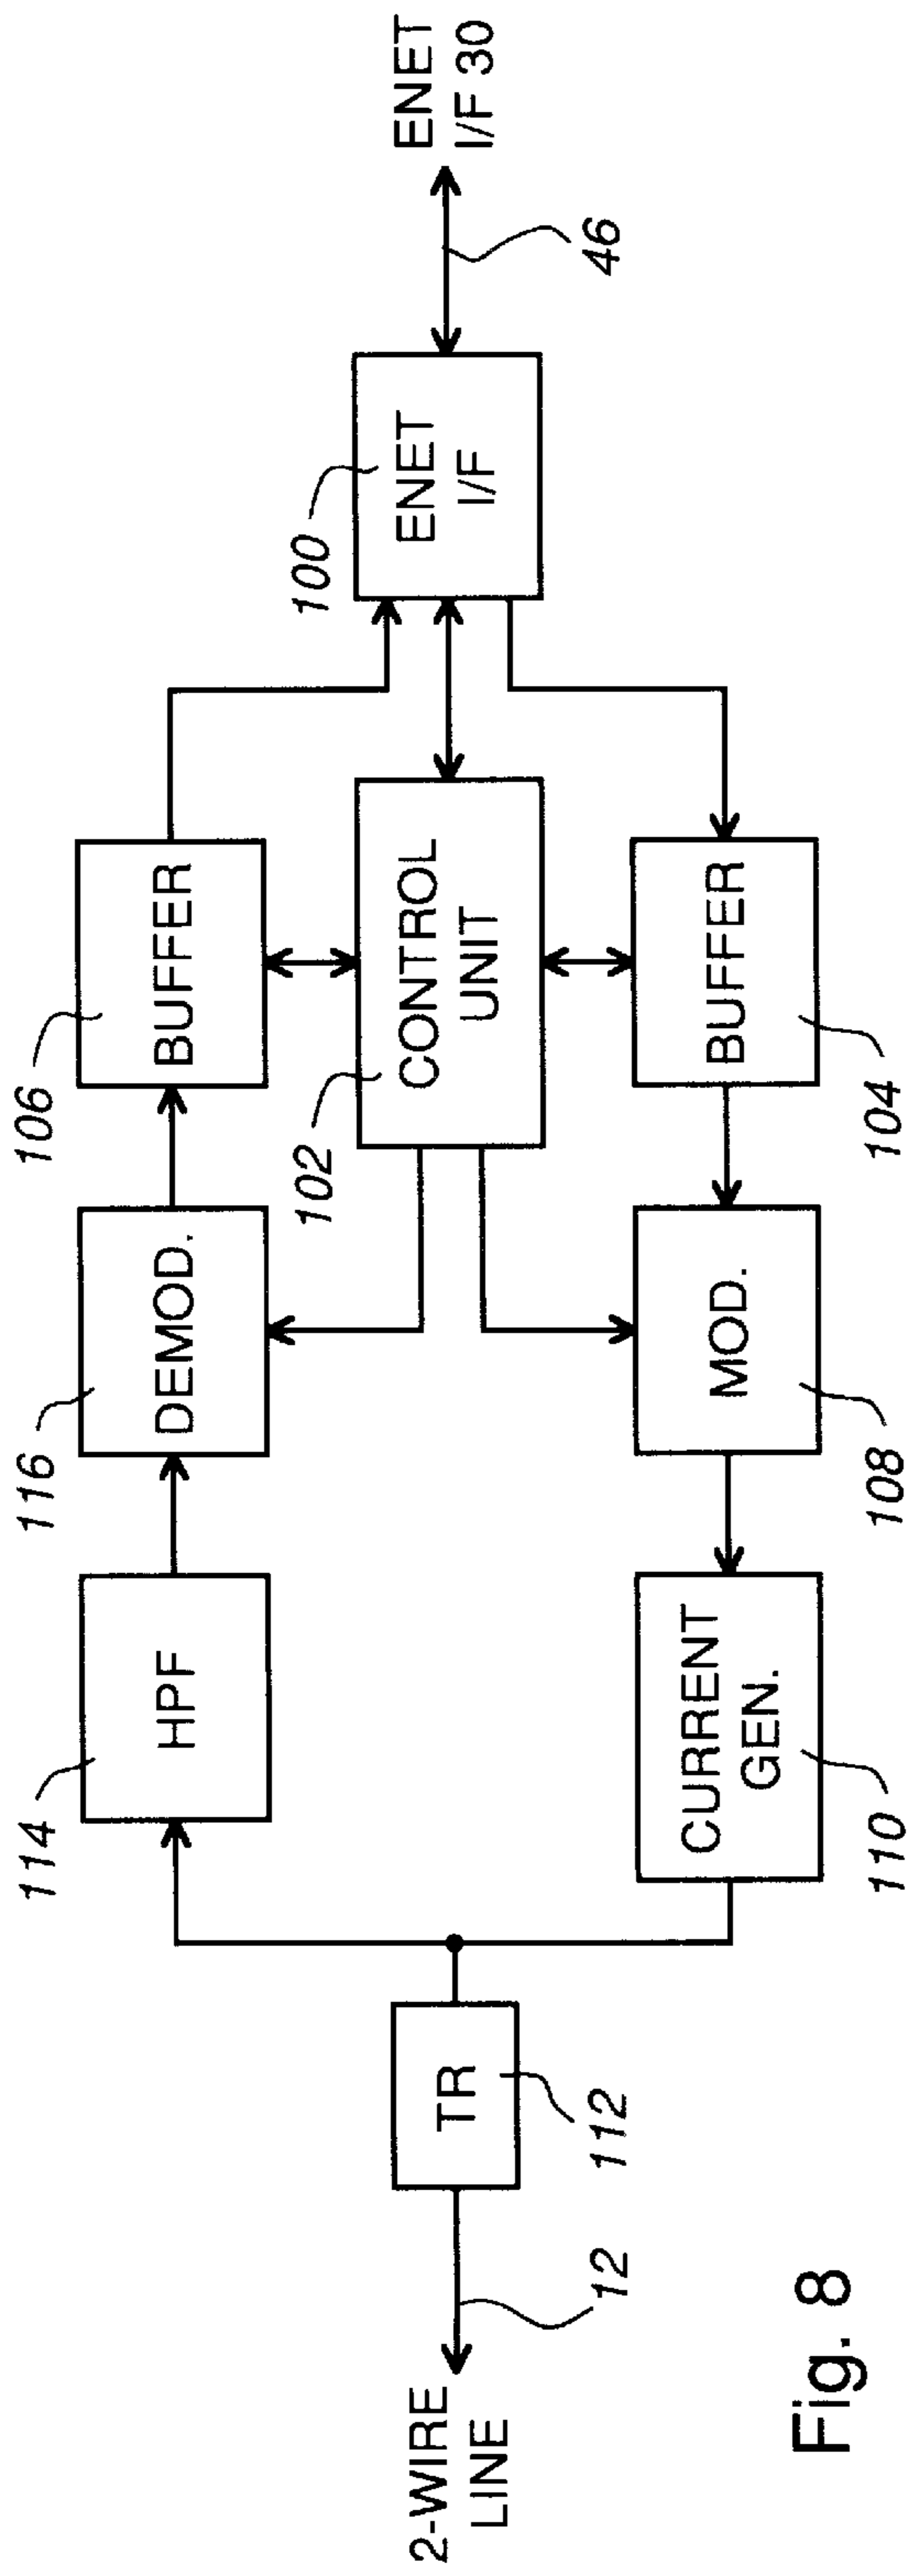 114
HPF
116
DEMOD.
106
BUFFER
2-WIRE
LINE
12
TR
112
102
CONTROL
UNIT
100
ENET
I/F
46
ENET
I/F 30
CURRENT
GEN.
110
MOD.
108
BUFFER
104
Fig. 8